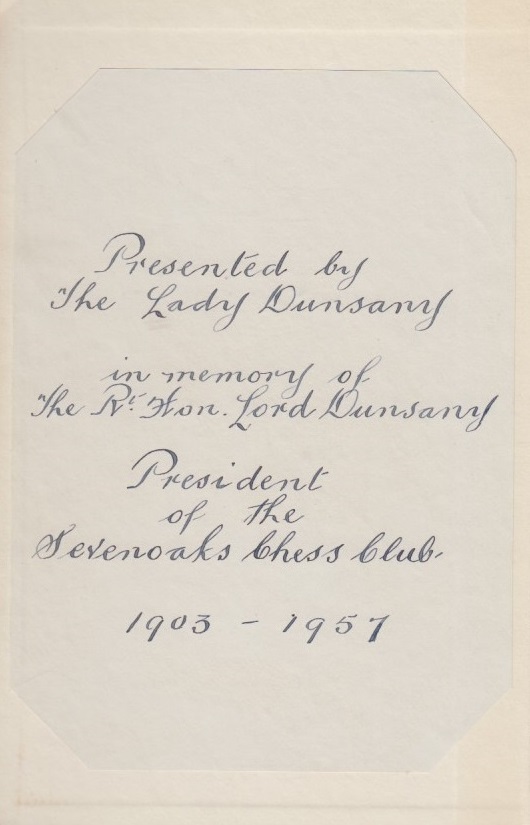 Presented by
The Lady Dunsany
in memory of
The Rt. Hon. Lord Dunsany
President
of the
Sevenoaks Chess Club.
1903 - 1957